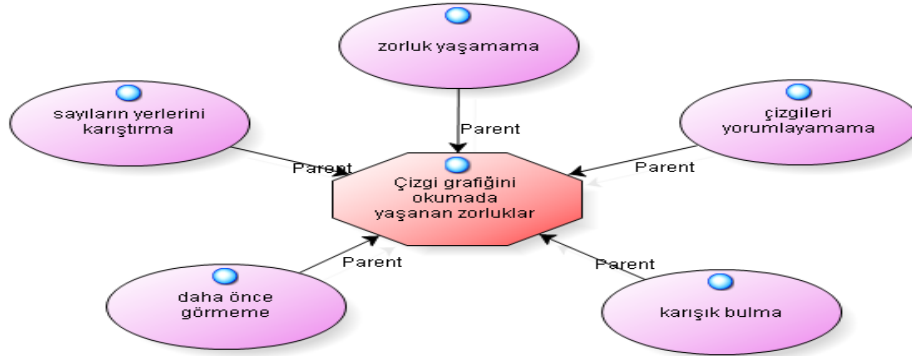 zorluk yaşamama
sayıların yerlerini
karıştırma
çizgileri
yorumlayamama
Parent
Parent
Parent
Çizgi grafiğini
okumada
yaşanan zorluklar
Parent
Parent
daha önce
görmeme
karışık bulma